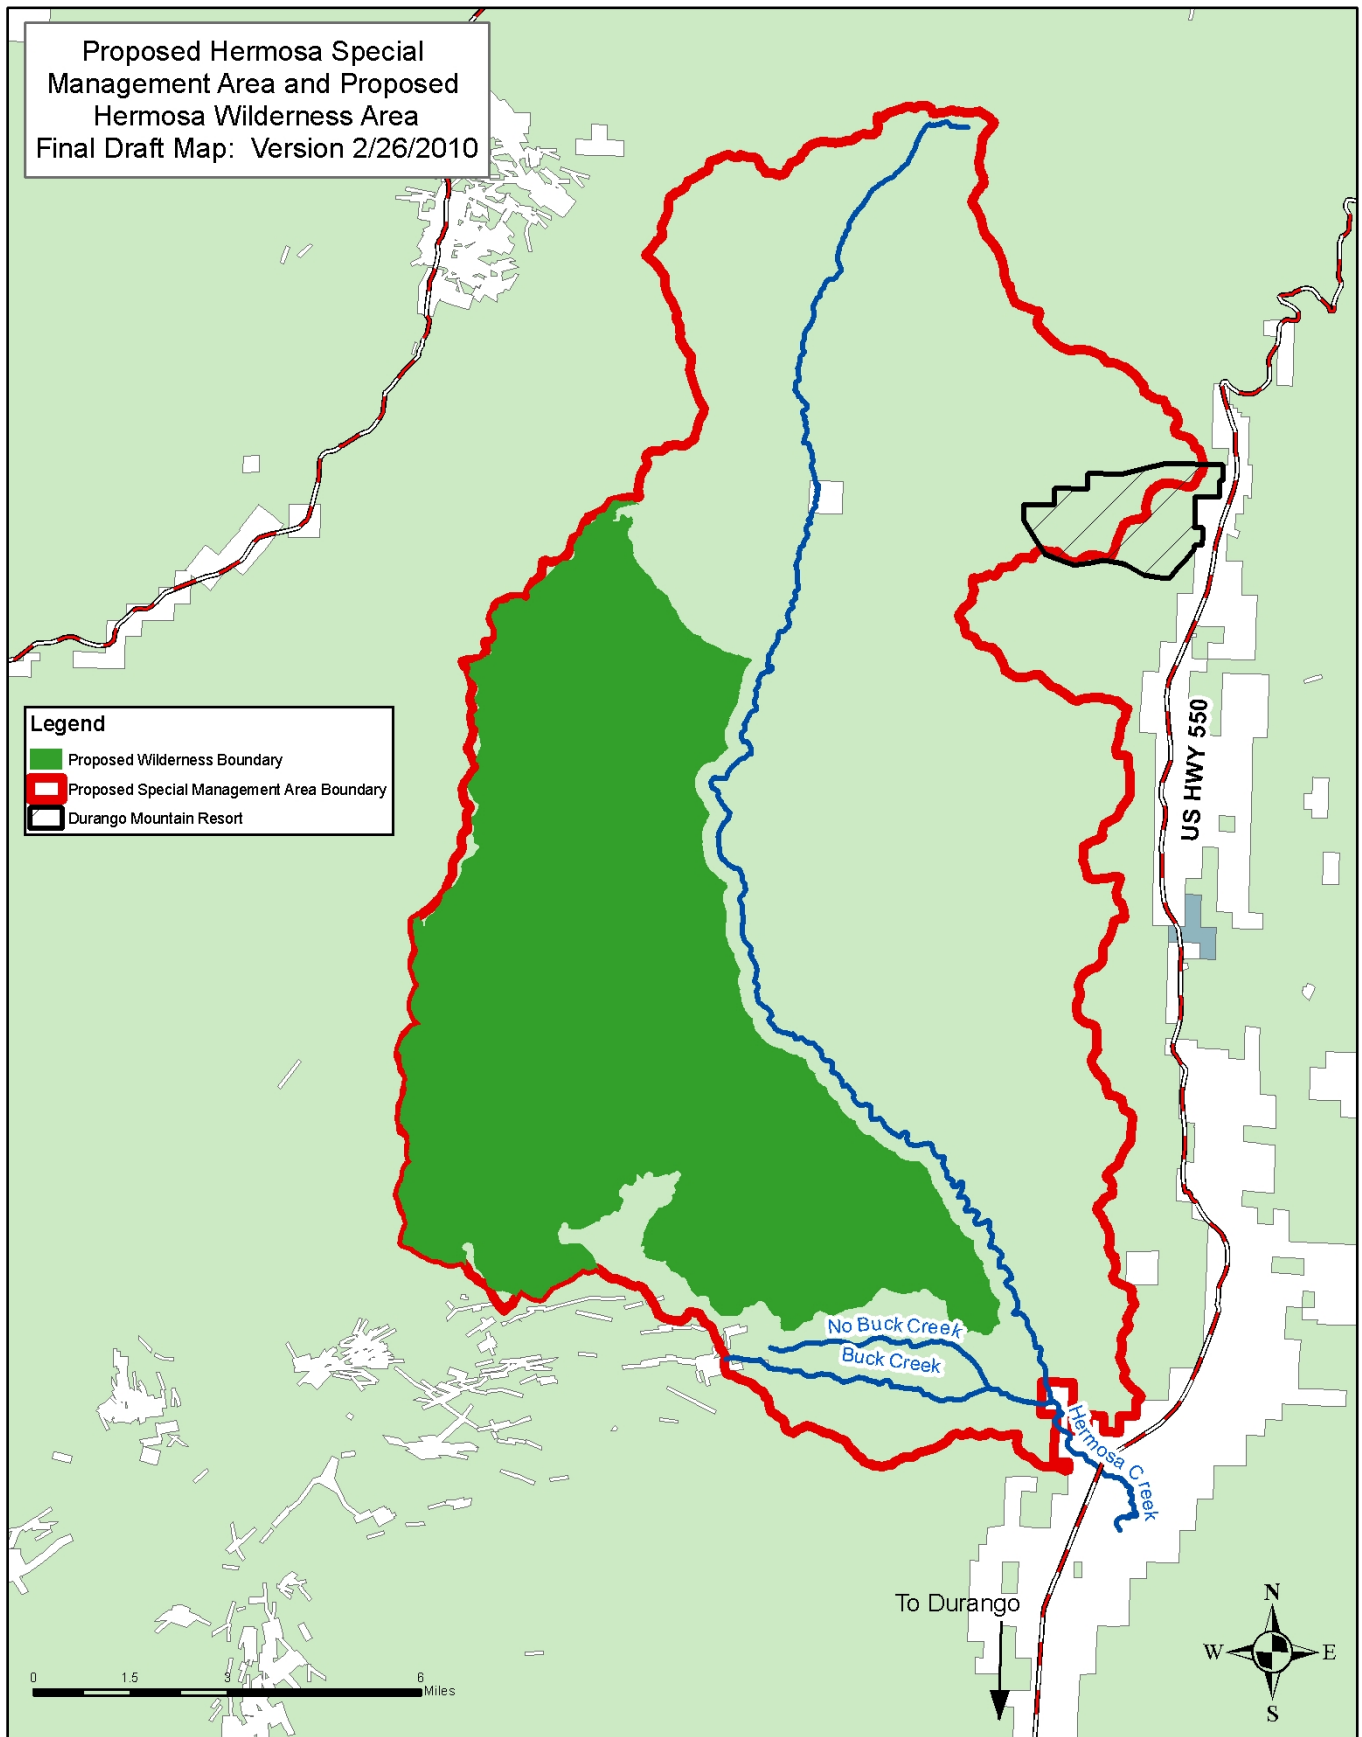 Proposed Hermosa Special
Management Area and Proposed
Hermosa Wilderness Area
Final Draft Map: Version 2/26/2010
Legend
Proposed Wilderness Boundary
Proposed Special Management Area Boundary
Durango Mountain Resort
US HWY 550
No Buck Creek
Buck Creek
Hermosa Creek
To Durango
N
W E
S
0 1.5 3 6
Miles